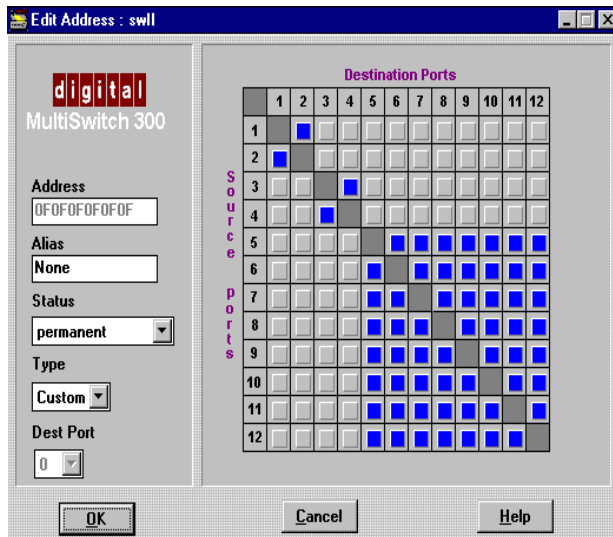 Edit Address : swll
digital
MultiSwitch 300
Address
0F0F0F0F0F0F
Alias
None
Status
permanent
Type
Custom
Dest Port
0
Destination Ports
1 2 3 4 5 6 7 8 9 10 11 12
Source ports
1
2
3
4
5
6
7
8
9
10
11
12
OK
Cancel
Help